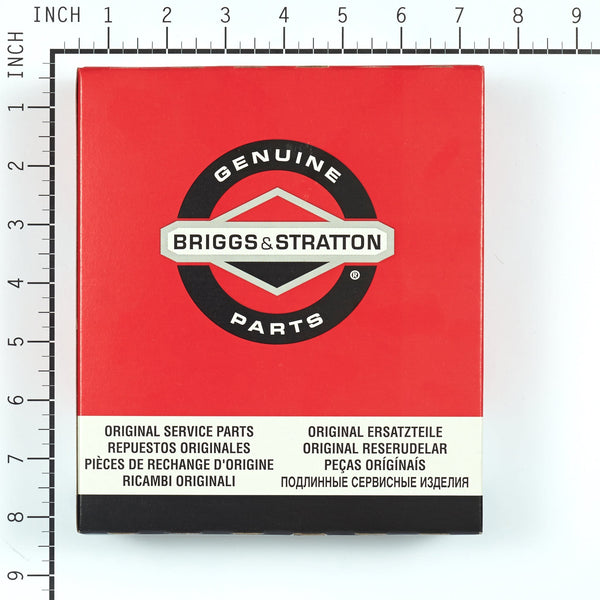 INCH 1 2 3 4 5 6 7 8 9
INCH
1
2
3
4
5
6
7
8
9
GENUINE
BRIGGS & STRATTON
®
PARTS
ORIGINAL SERVICE PARTS
REPUESTOS ORIGINALES
PIÈCES DE RECHANGE D'ORIGINE
RICAMBI ORIGINALI
ORIGINAL ERSATZTEILE
ORIGINAL RESERUDELAR
PEÇAS ORIGÍNAÍS
ПОДЛИННЫЕ СЕРВИСНЫЕ ИЗДЕЛИЯ